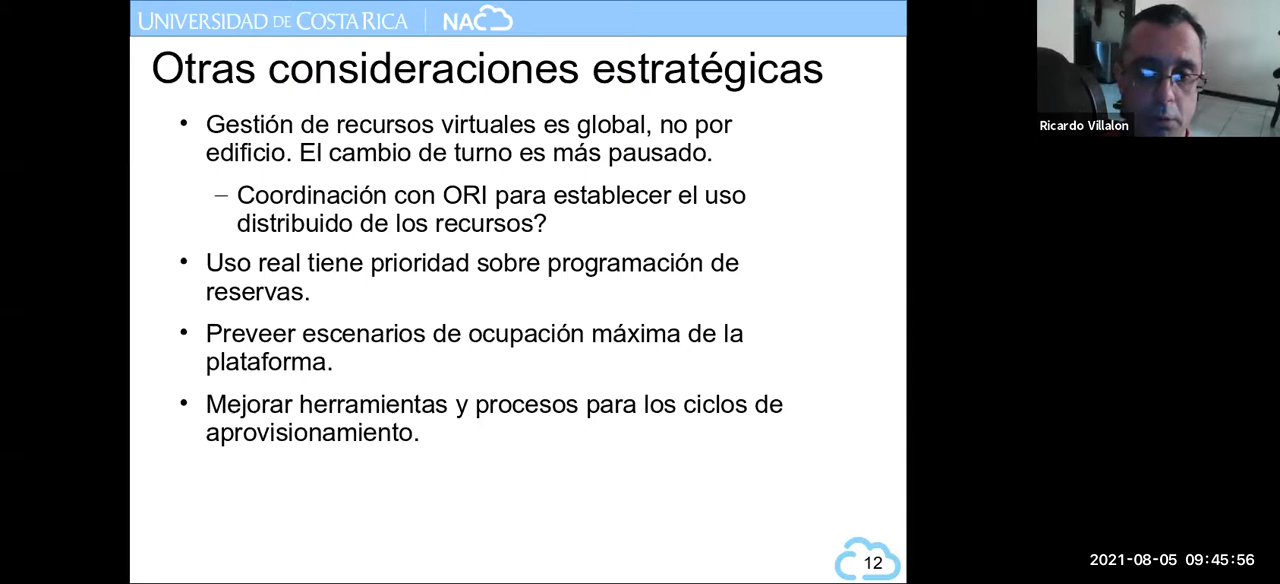 UNIVERSIDAD DE COSTA RICA | NAC
Otras consideraciones estratégicas
• Gestión de recursos virtuales es global, no por
edificio. El cambio de turno es más pausado.
– Coordinación con ORI para establecer el uso
distribuido de los recursos?
• Uso real tiene prioridad sobre programación de
reservas.
• Preveer escenarios de ocupación máxima de la
plataforma.
• Mejorar herramientas y procesos para los ciclos de
aprovisionamiento.
12
Ricardo Villalon
2021-08-05 09:45:56